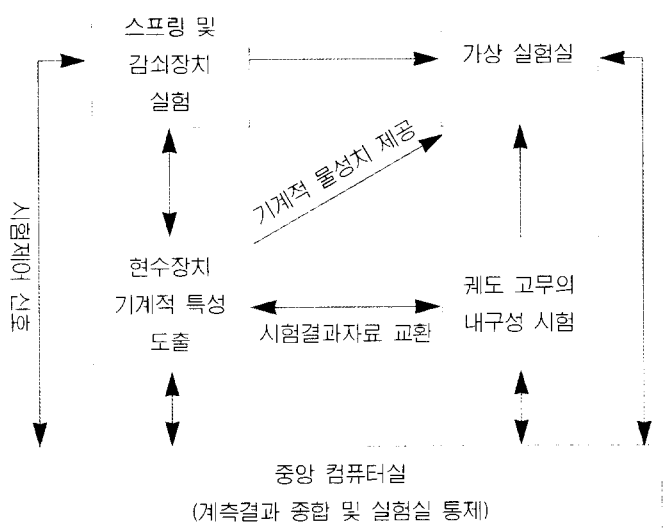 스프링 및
감쇠장치
실험
가상 실험실
기계적 물성치 제공
시험제어 신호
현수장치
기계적 특성
도출
시험결과자료 교환
궤도 고무의
내구성 시험
중앙 컴퓨터실
(계측결과 종합 및 실험실 통제)